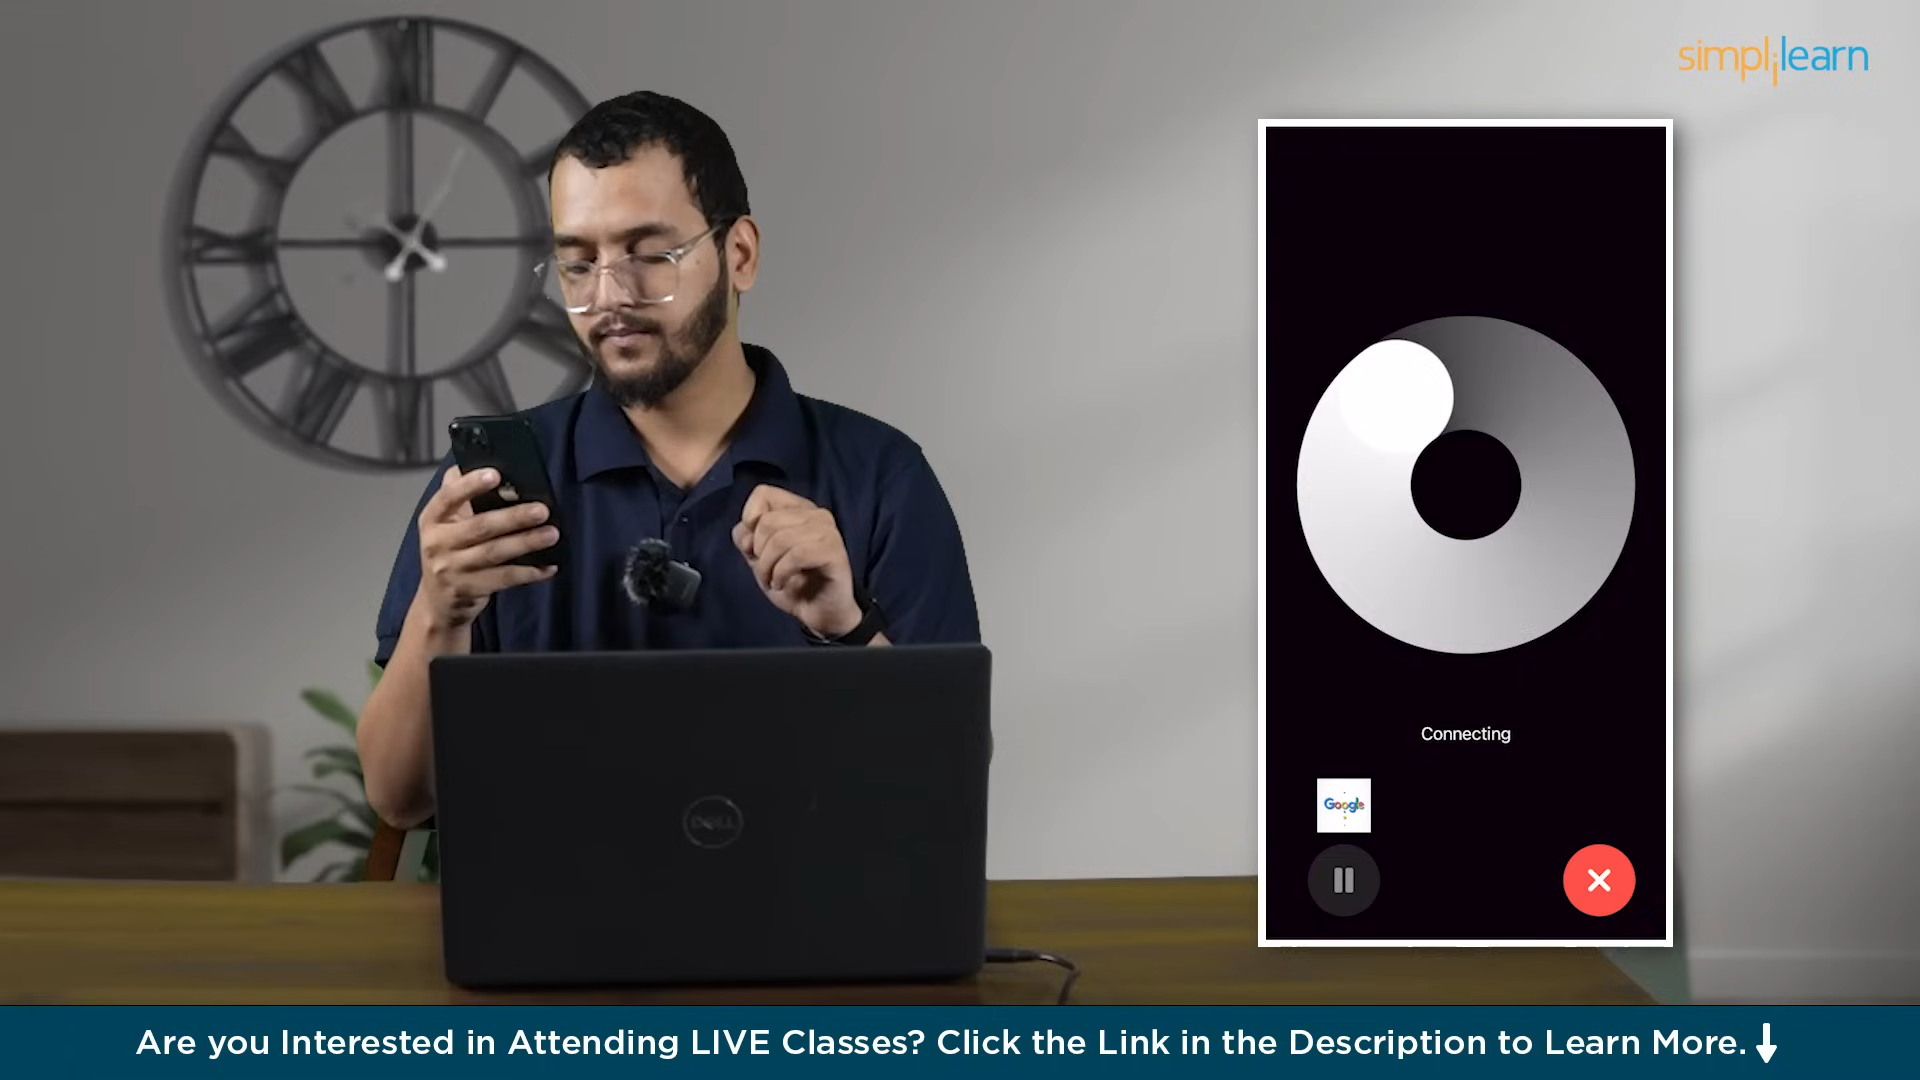 simplilearn
Connecting
Google
DELL
Are you Interested in Attending LIVE Classes? Click the Link in the Description to Learn More.